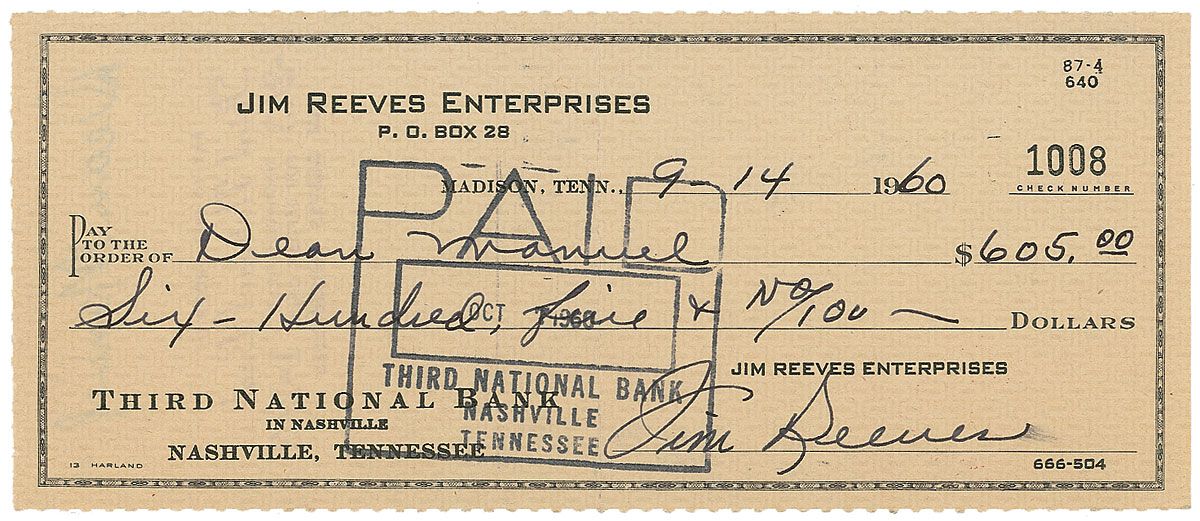 87-4
640
JIM REEVES ENTERPRISES
P. O. BOX 28
1008
CHECK NUMBER
MADISON, TENN., 9-14 1960
PAID
PAY TO THE ORDER OF Dean Manuel $605.00
Six-Hundred, five & No/100 DOLLARS
OCT 1960
JIM REEVES ENTERPRISES
THIRD NATIONAL BANK
NASHVILLE
TENNESSEE
THIRD NATIONAL BANK
IN NASHVILLE
NASHVILLE, TENNESSEE
Jim Reeves
13 HARLAND
666-504